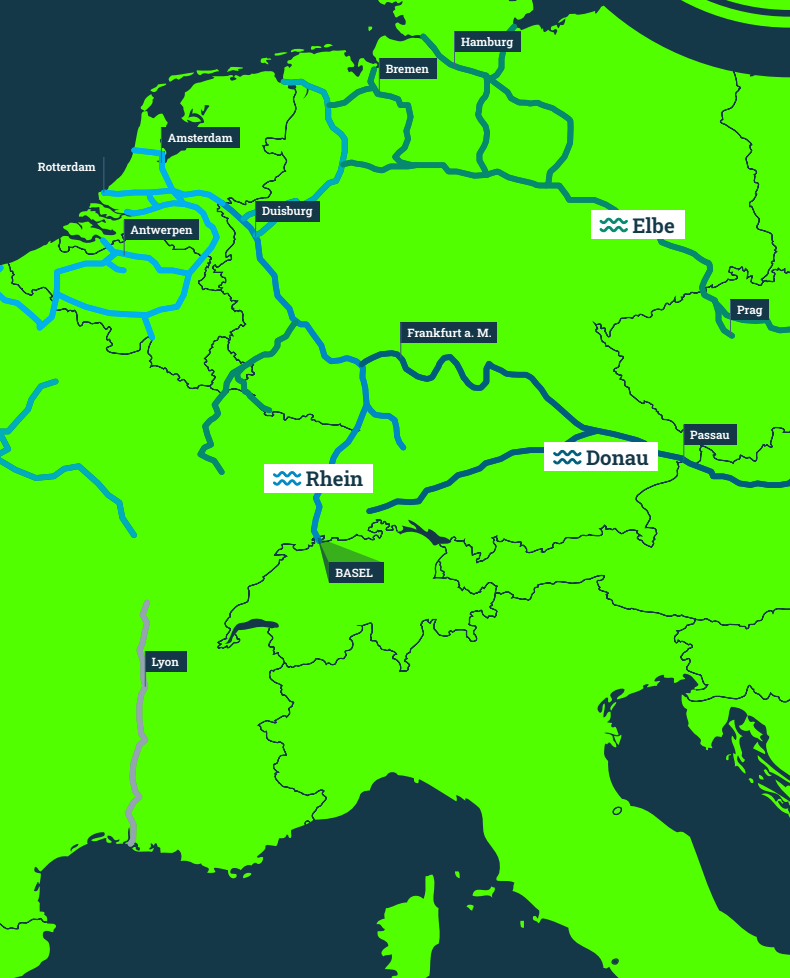 Hamburg
Bremen
Amsterdam
Rotterdam
Duisburg
Elbe
Antwerpen
Prag
Frankfurt a. M.
Passau
Donau
Rhein
BASEL
Lyon